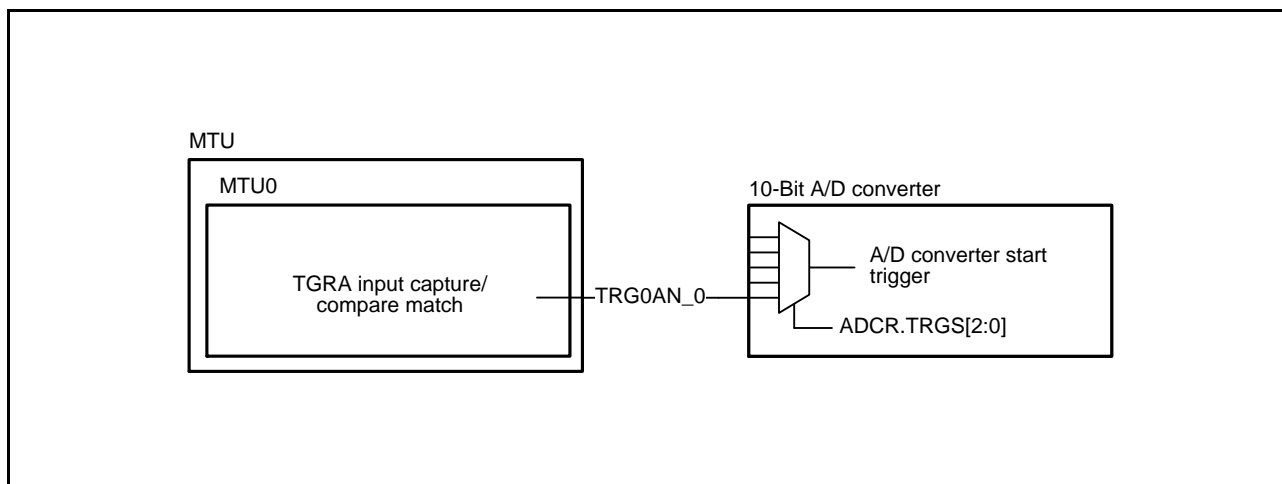 MTU
MTU0
TGRA input capture/
compare match
TRG0AN_0
10-Bit A/D converter
A/D converter start
trigger
ADCR.TRGS[2:0]